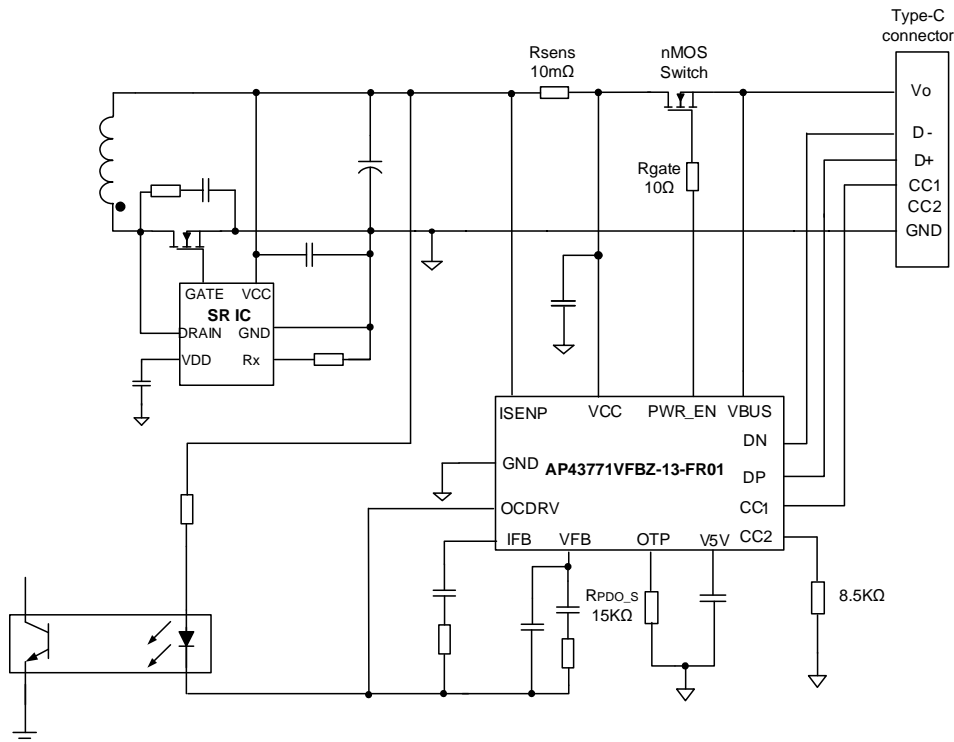 Type-C
connector
Rsens
10mΩ
nMOS
Switch
Vo
D -
D+
Rgate
10Ω
CC1
CC2
GND
GATE VCC
SR IC
DRAIN GND
VDD Rx
ISENP VCC PWR_EN VBUS
DN
GND
AP43771VFBZ-13-FR01
DP
OCDRV
CC1
IFB VFB OTP V5V CC2
RPDO_S
15KΩ
8.5KΩ